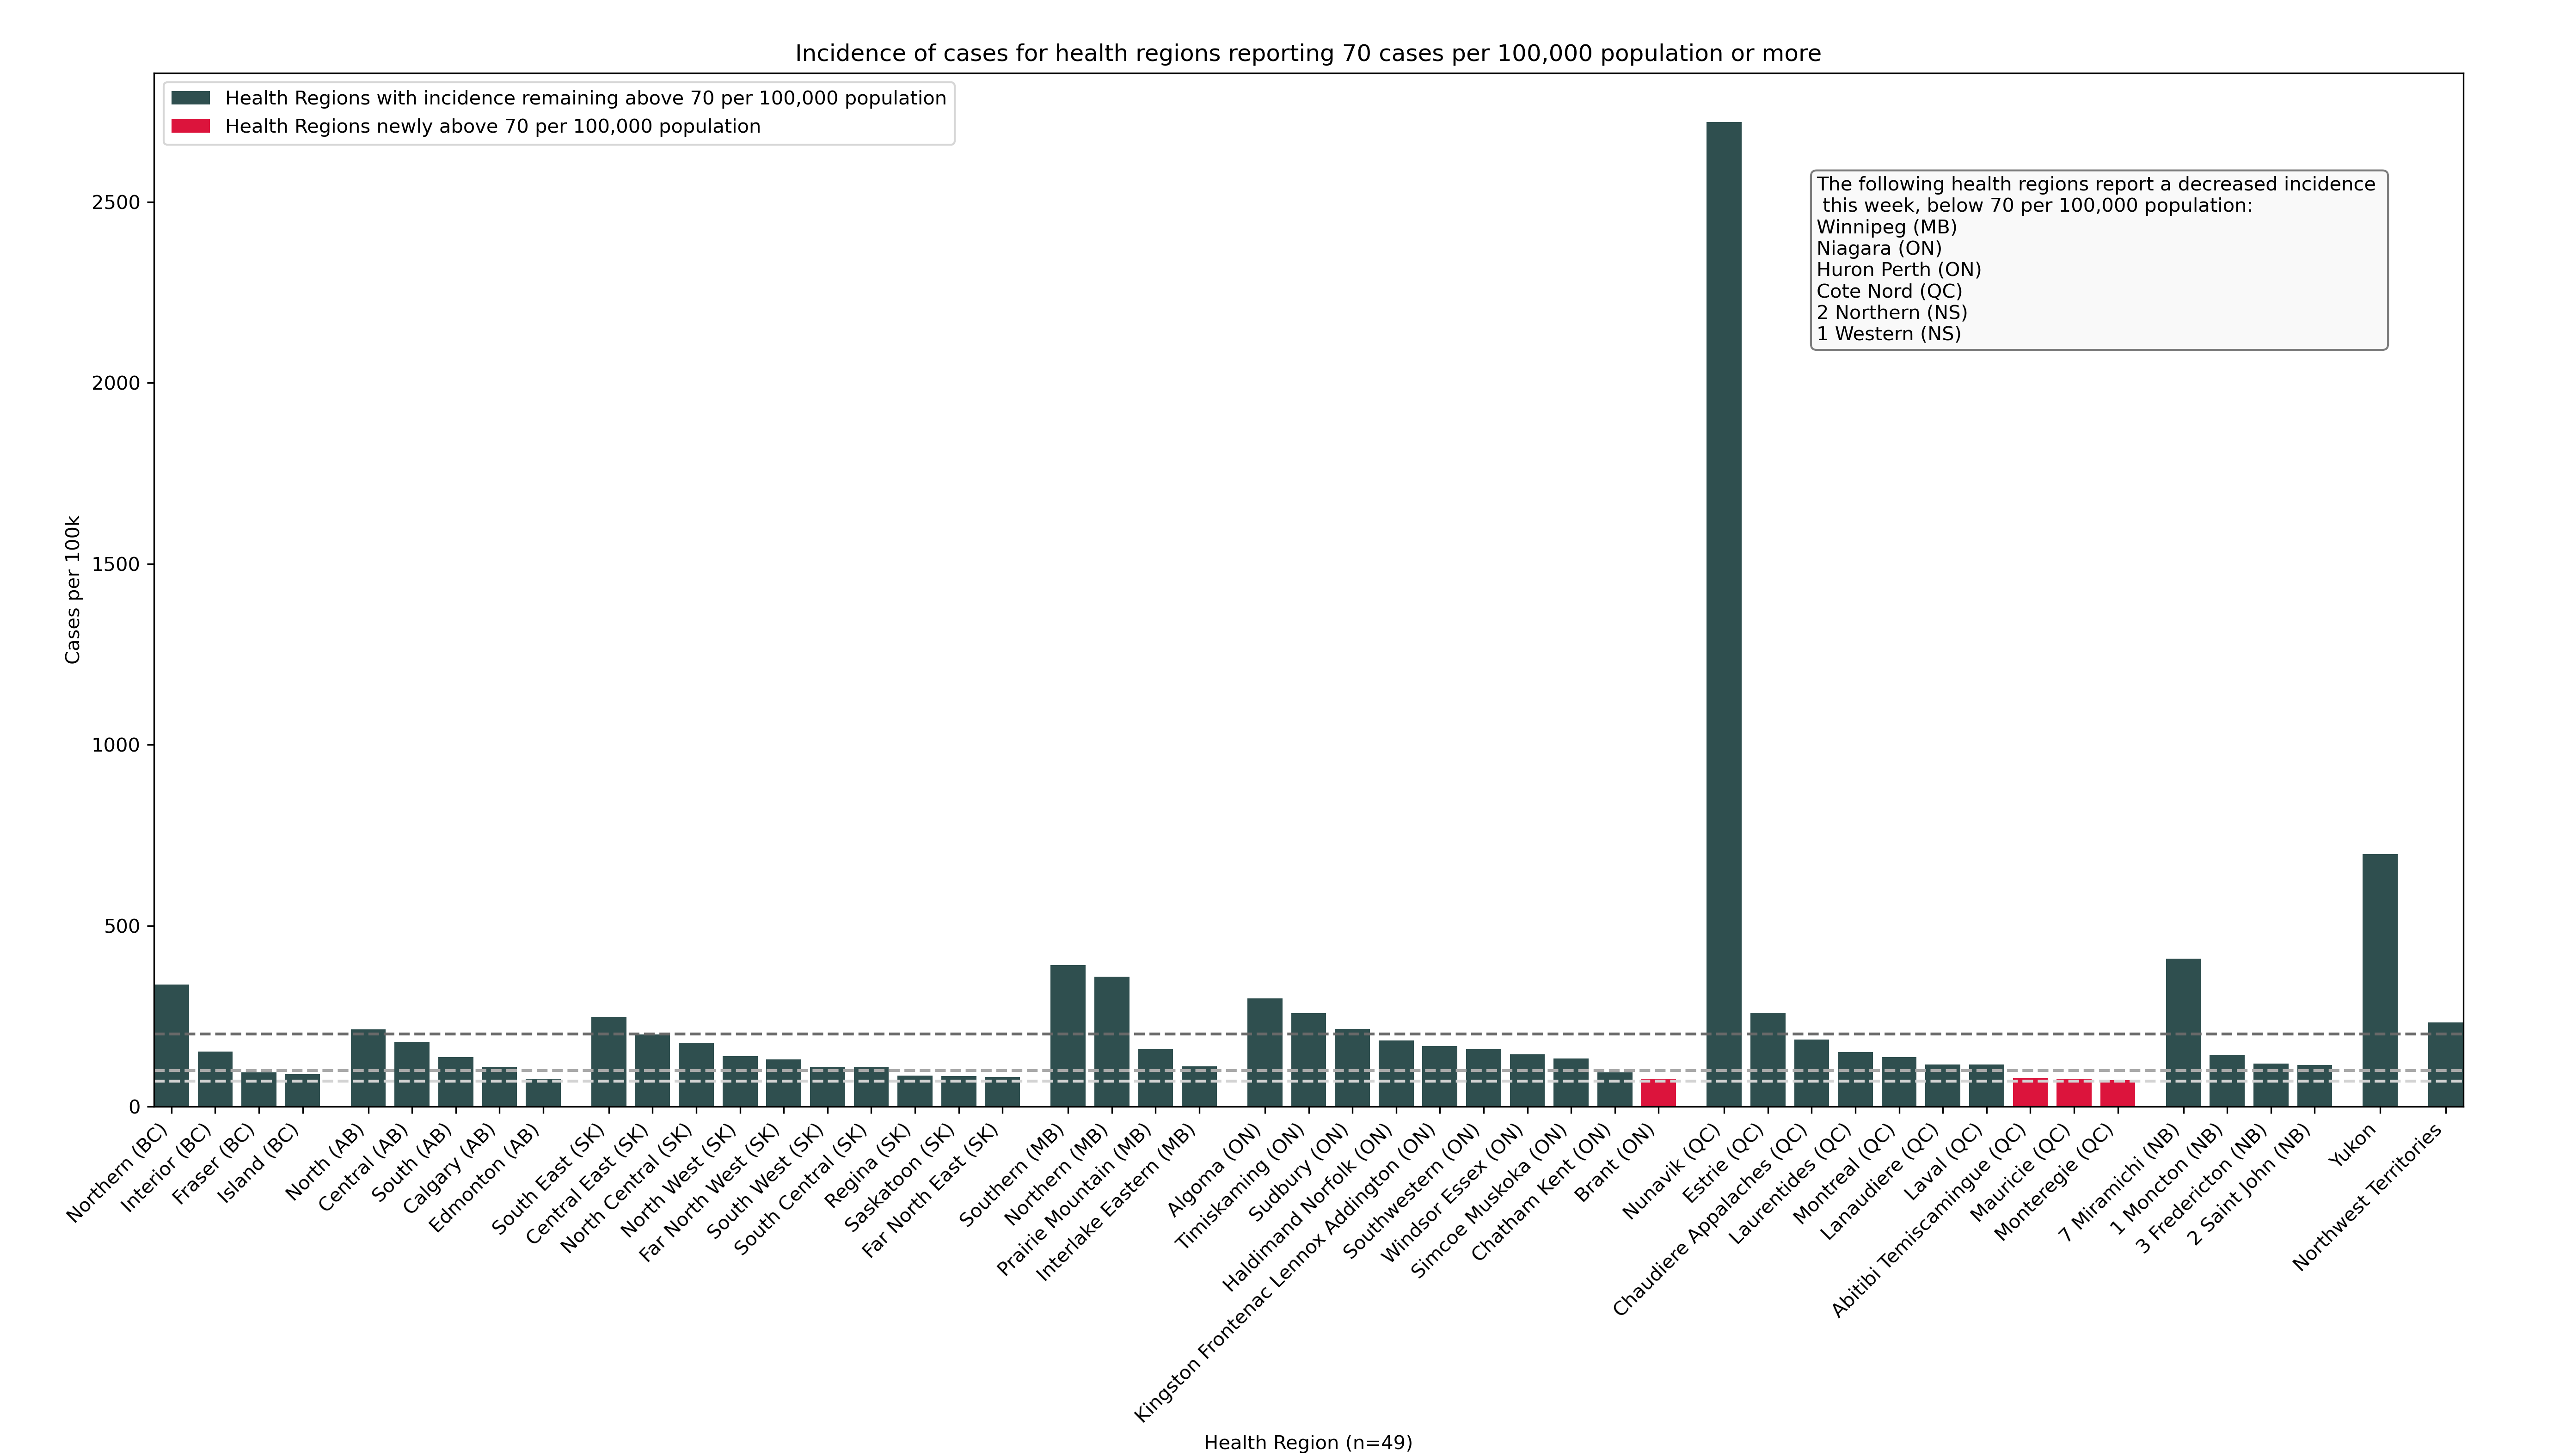 Incidence of cases for health regions reporting 70 cases per 100,000 population or more
Health Regions with incidence remaining above 70 per 100,000 population
Health Regions newly above 70 per 100,000 population
The following health regions report a decreased incidence
this week, below 70 per 100,000 population:
Winnipeg (MB)
Niagara (ON)
Huron Perth (ON)
Cote Nord (QC)
2 Northern (NS)
1 Western (NS)
Cases per 100k
2500
2000
1500
1000
500
0
Northern (BC)
Interior (BC)
Fraser (BC)
Island (BC)
North (AB)
Central (AB)
South (AB)
Calgary (AB)
Edmonton (AB)
South East (SK)
Central East (SK)
North Central (SK)
North West (SK)
Far North West (SK)
South West (SK)
South Central (SK)
Regina (SK)
Saskatoon (SK)
Far North East (SK)
Southern (MB)
Northern (MB)
Prairie Mountain (MB)
Interlake Eastern (MB)
Algoma (ON)
Timiskaming (ON)
Sudbury (ON)
Haldimand Norfolk (ON)
Kingston Frontenac Lennox Addington (ON)
Southwestern (ON)
Windsor Essex (ON)
Simcoe Muskoka (ON)
Chatham Kent (ON)
Brant (ON)
Nunavik (QC)
Estrie (QC)
Chaudiere Appalaches (QC)
Laurentides (QC)
Montreal (QC)
Lanaudiere (QC)
Laval (QC)
Abitibi Temiscamingue (QC)
Mauricie (QC)
Monteregie (QC)
7 Miramichi (NB)
1 Moncton (NB)
3 Fredericton (NB)
2 Saint John (NB)
Yukon
Northwest Territories
Health Region (n=49)